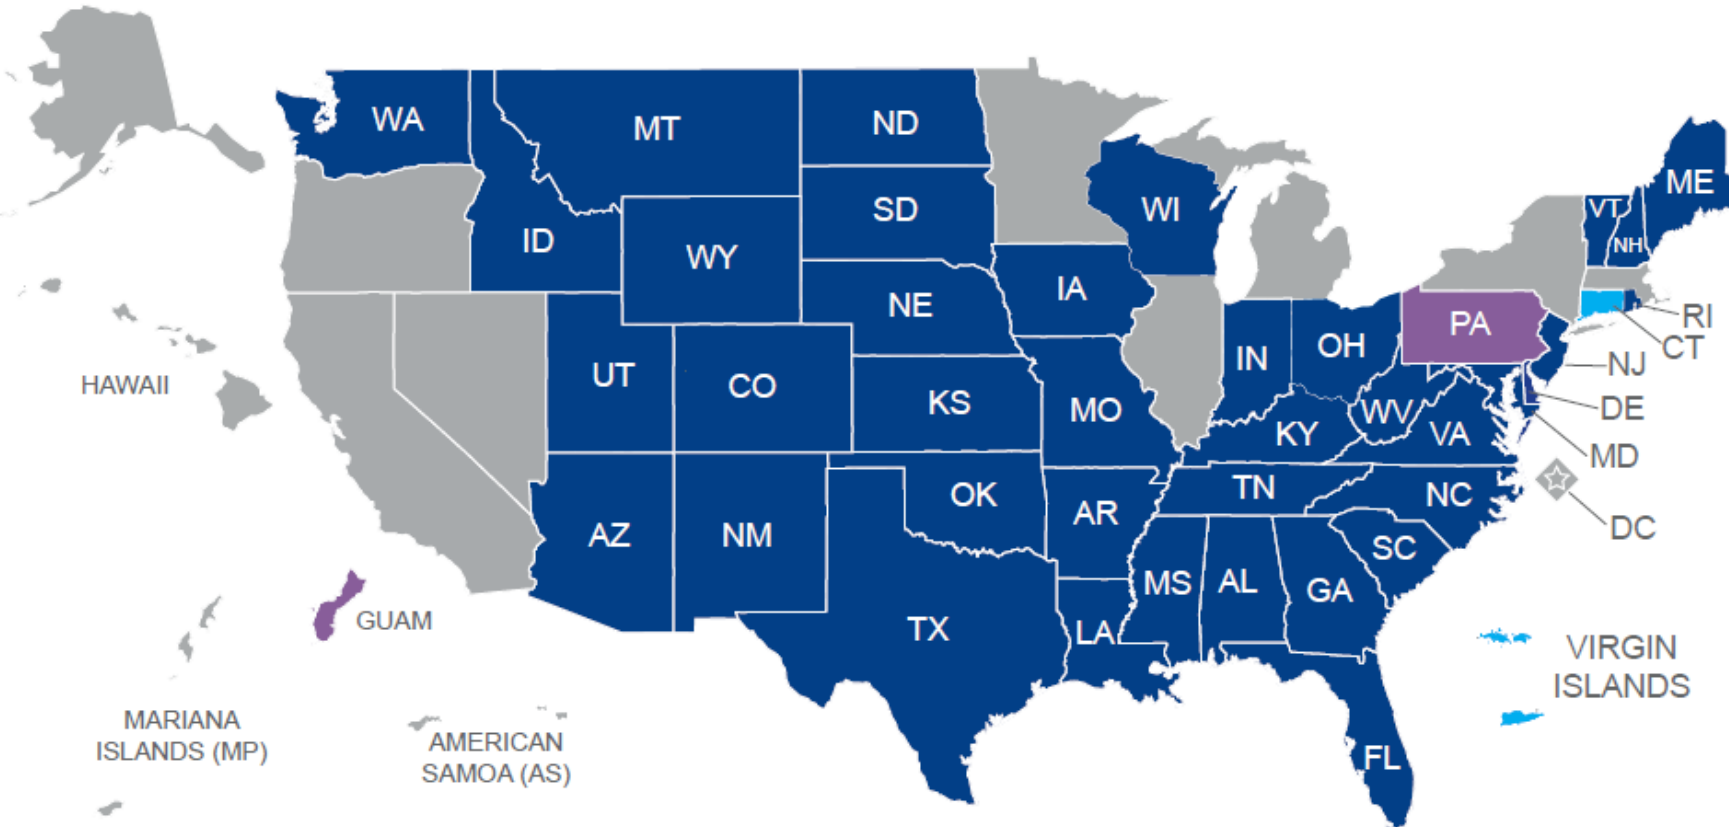 WA
MT
ND
ME
SD
WI
VT
ID
NH
WY
IA
NE
RI
PA
CT
IN
OH
NJ
UT
CO
HAWAII
KS
MO
DE
WV
KY
VA
MD
TN
OK
NC
AR
AZ
NM
DC
SC
MS
AL
GA
GUAM
TX
LA
VIRGIN
ISLANDS
MARIANA
ISLANDS (MP)
AMERICAN
SAMOA (AS)
FL